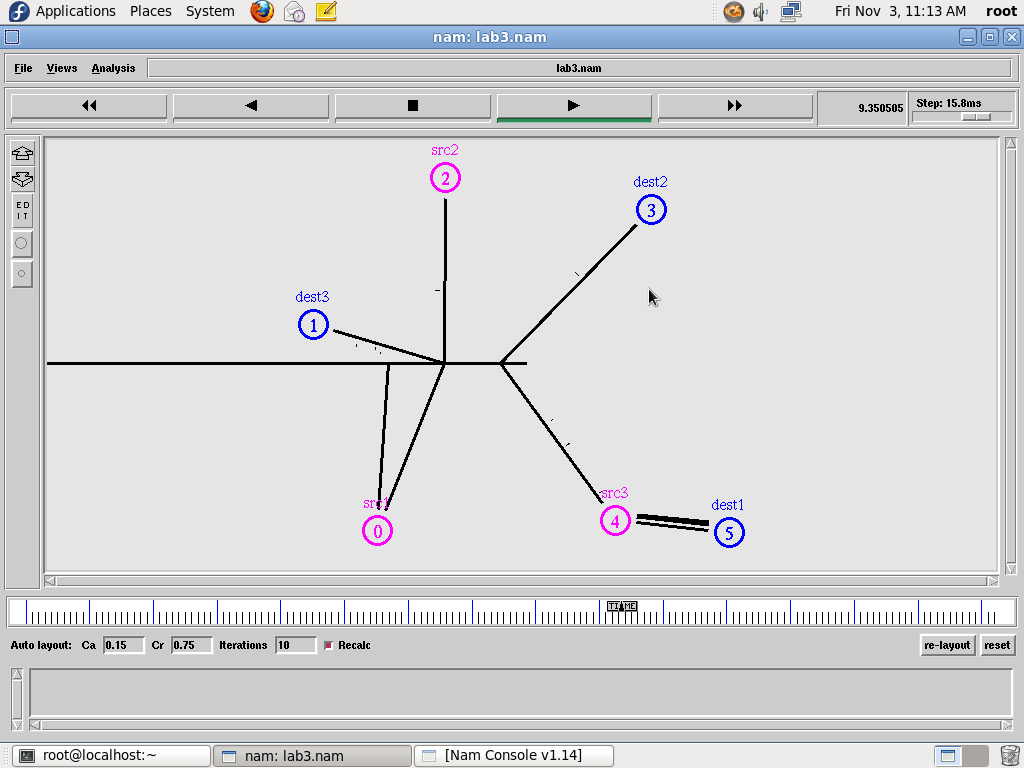 Applications Places System Fri Nov 3, 11:13 AM root
nam: lab3.nam
File Views Analysis lab3.nam
9.350505 Step: 15.8ms
src2
2
dest2
3
ED
IT
dest3
1
src1
0
src3
4
dest1
5
TIME
Auto layout: Ca 0.15 Cr 0.75 Iterations 10 Recalc re-layout reset
root@localhost:~ nam: lab3.nam [Nam Console v1.14]